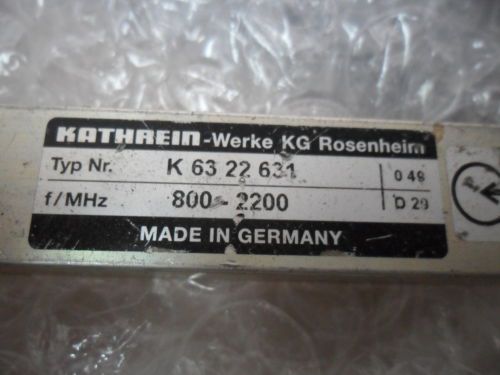 KATHREIN-Werke KG Rosenheim
Typ Nr. K 63 22 631 0 49
f/MHz 800-2200 D 29
MADE IN GERMANY